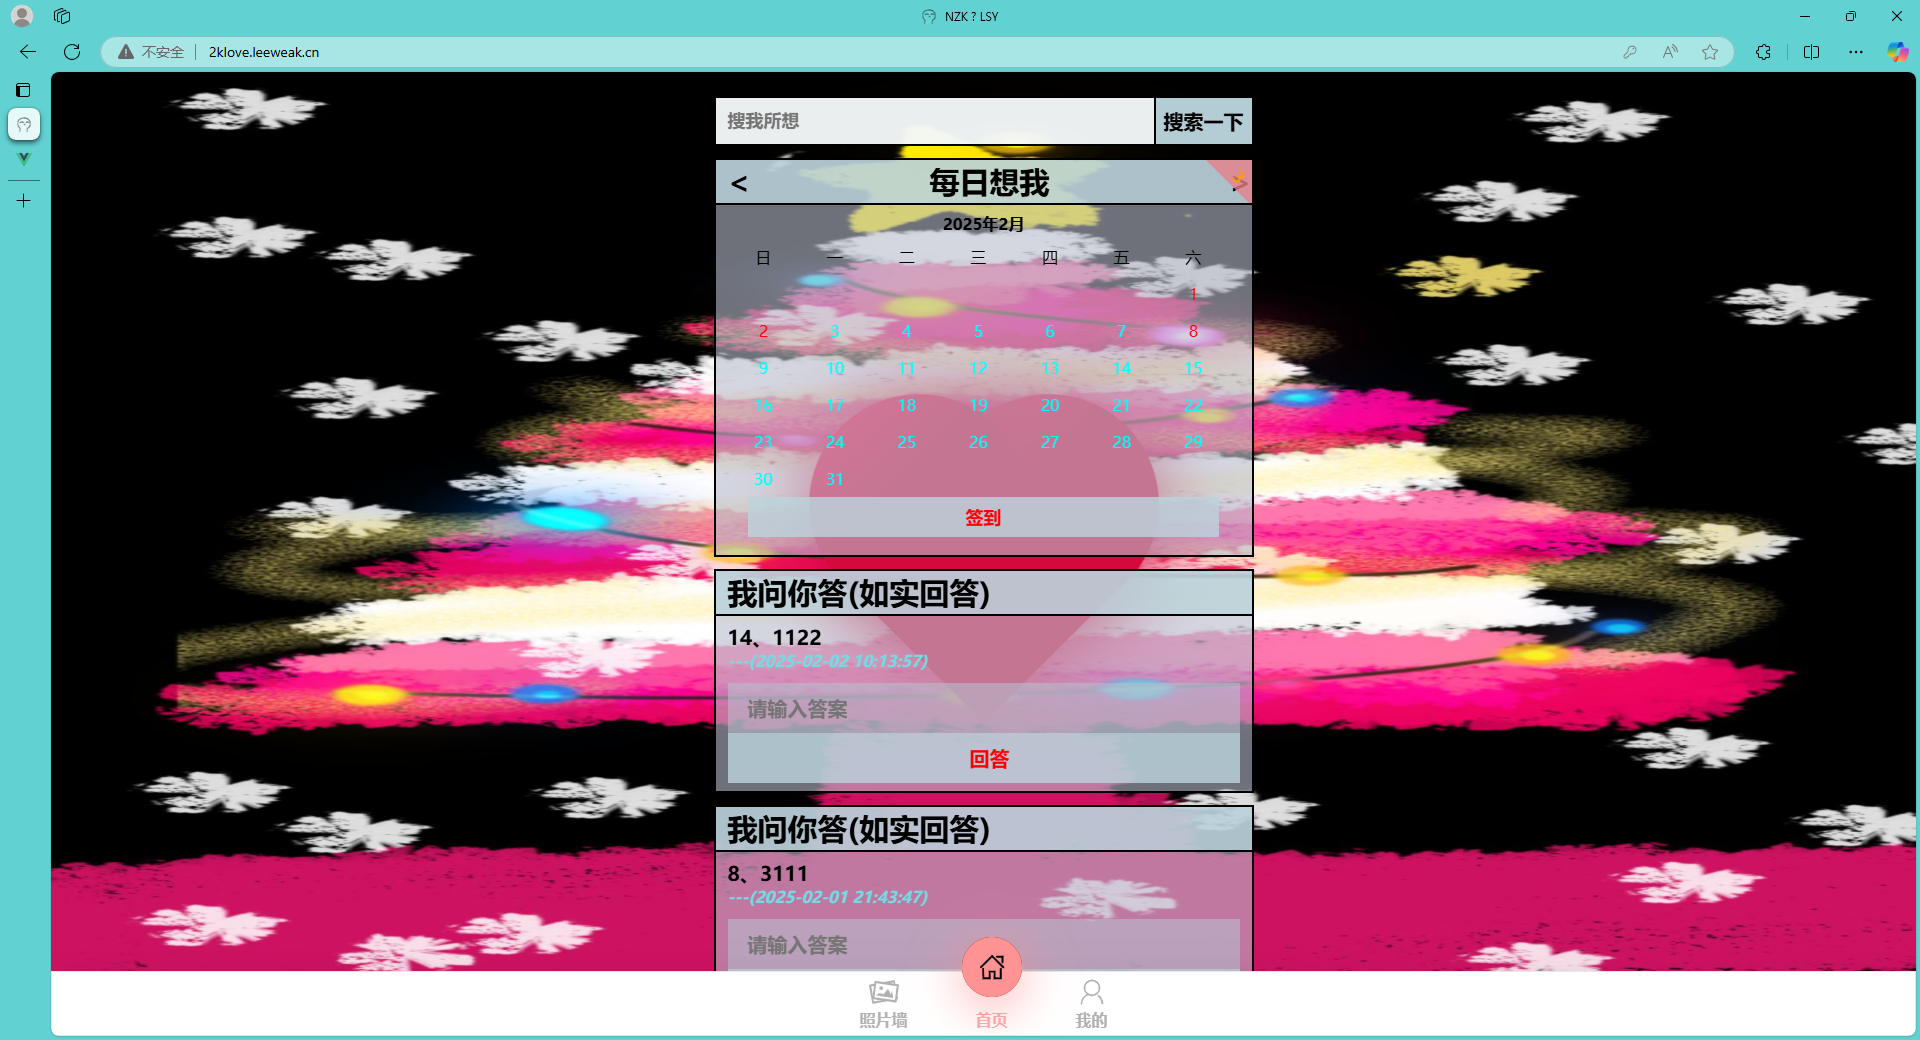 NZK ? LSY
不安全 2klove.leeweak.cn
搜我所想 搜索一下
< 每日想我 >
2025年2月
日 一 二 三 四 五 六
1
2 3 4 5 6 7 8
9 10 11 12 13 14 15
16 17 18 19 20 21 22
23 24 25 26 27 28 29
30 31
签到
我问你答(如实回答)
14、1122
---(2025-02-02 10:13:57)
请输入答案
回答
我问你答(如实回答)
8、3111
---(2025-02-01 21:43:47)
请输入答案
照片墙 首页 我的